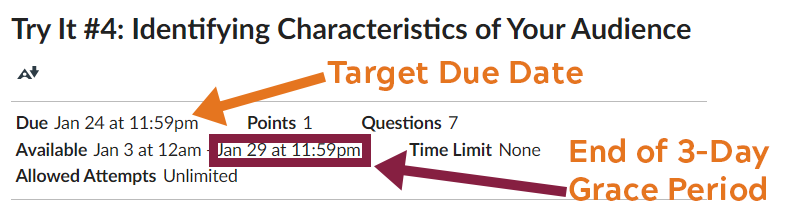 Try It #4: Identifying Characteristics of Your Audience
Target Due Date
Due Jan 24 at 11:59pm Points 1 Questions 7
Available Jan 3 at 12am - Jan 29 at 11:59pm Time Limit None
Allowed Attempts Unlimited
End of 3-Day
Grace Period